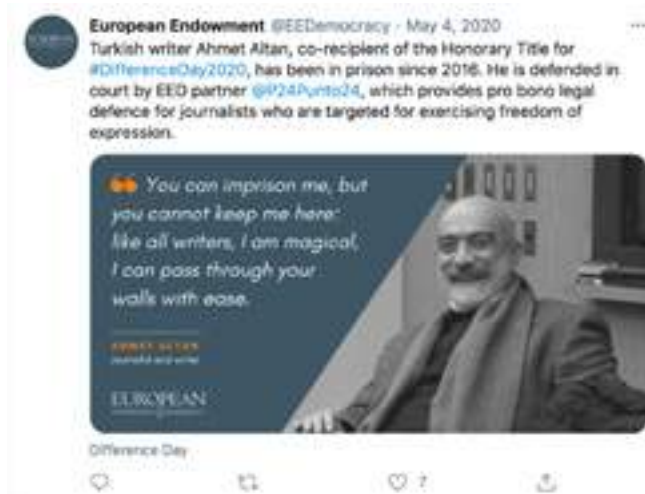 European Endowment @EEDemocracy · May 4, 2020
Turkish writer Ahmet Altan, co-recipient of the Honorary Title for
#DifferenceDay2020, has been in prison since 2016. He is defended in
court by EED partner @P24Punto24, which provides pro bono legal
defence for journalists who are targeted for exercising freedom of
expression.
You can imprison me, but
you cannot keep me here:
like all writers, I am magical,
I can pass through your
walls with ease.
AHMET ALTAN
Journalist and writer
EUROPEAN
Difference Day
7